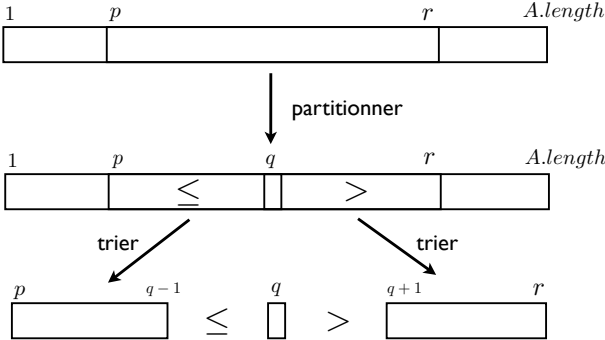 1 p r A.length
partitionner
1 p q r A.length
≤ >
trier trier
p q − 1 q q + 1 r
≤ >